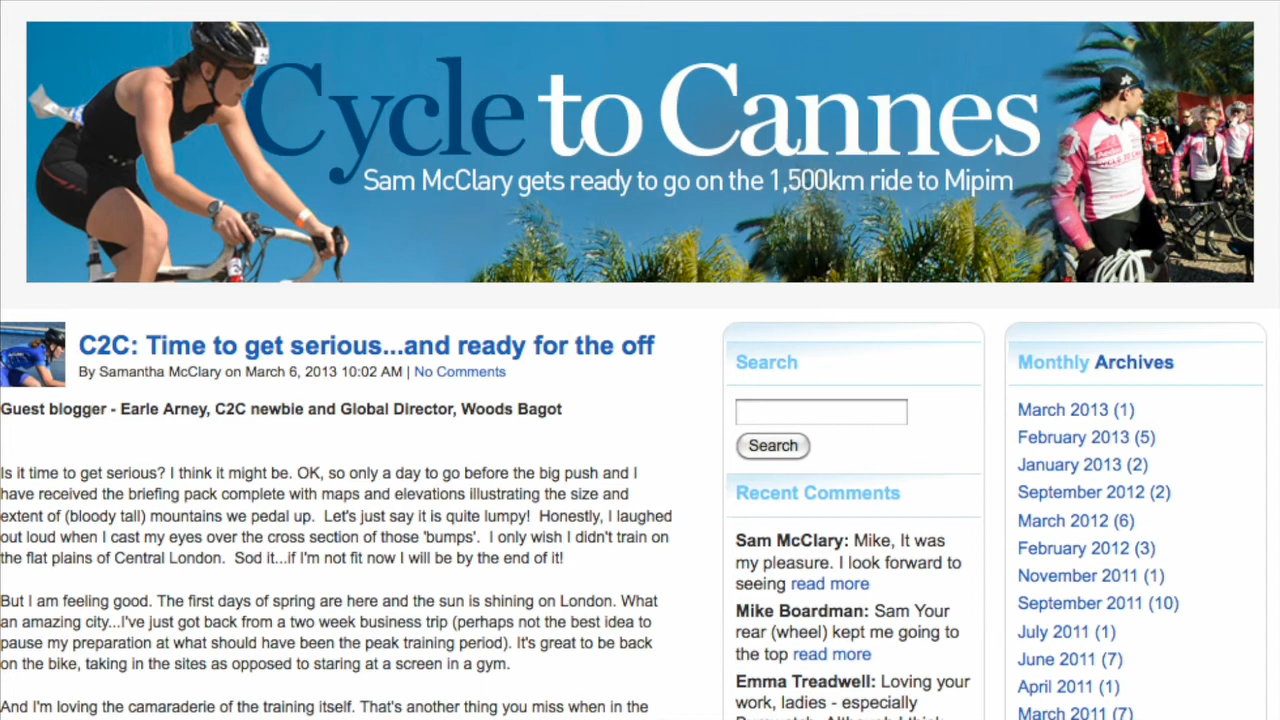 Cycle to Cannes
Sam McClary gets ready to go on the 1,500km ride to Mipim
C2C: Time to get serious...and ready for the off
By Samantha McClary on March 6, 2013 10:02 AM | No Comments
Guest blogger - Earle Arney, C2C newbie and Global Director, Woods Bagot
Is it time to get serious? I think it might be. OK, so only a day to go before the big push and I
have received the briefing pack complete with maps and elevations illustrating the size and
extent of (bloody tall) mountains we pedal up.  Let's just say it is quite lumpy!  Honestly, I laughed
out loud when I cast my eyes over the cross section of those 'bumps'.  I only wish I didn't train on
the flat plains of Central London.  Sod it...if I'm not fit now I will be by the end of it!
But I am feeling good. The first days of spring are here and the sun is shining on London. What
an amazing city...I've just got back from a two week business trip (perhaps not the best idea to
pause my preparation at what should have been the peak training period). It's great to be back
on the bike, taking in the sites as opposed to staring at a screen in a gym.
And I'm loving the camaraderie of the training itself. That's another thing you miss when in the
Search
Search
Recent Comments
Sam McClary: Mike, It was
my pleasure. I look forward to
seeing read more
Mike Boardman: Sam Your
rear (wheel) kept me going to
the top read more
Emma Treadwell: Loving your
work, ladies - especially
Monthly Archives
March 2013 (1)
February 2013 (5)
January 2013 (2)
September 2012 (2)
March 2012 (6)
February 2012 (3)
November 2011 (1)
September 2011 (10)
July 2011 (1)
June 2011 (7)
April 2011 (1)
March 2011 (7)